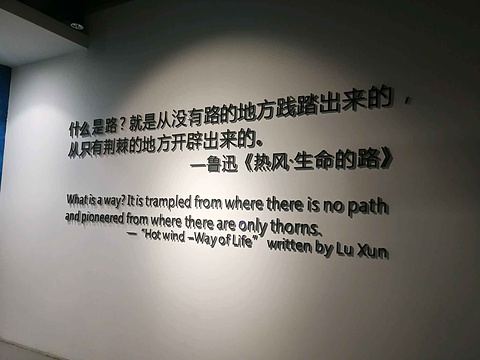 什么是路？就是从没有路的地方践踏出来的，
从只有荆棘的地方开辟出来的。
—鲁迅《热风·生命的路》
What is a way? It is trampled from where there is no path
and pioneered from where there are only thorns.
— “Hot wind –Way of Life” written by Lu Xun